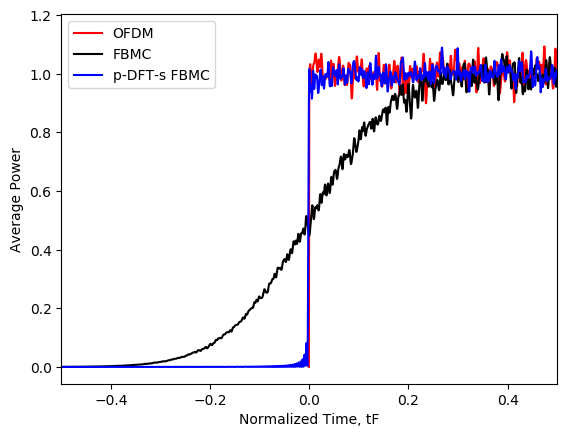 OFDM
FBMC
p-DFT-s FBMC
1.2
1.0
0.8
0.6
0.4
0.2
0.0
Average Power
−0.4 −0.2 0.0 0.2 0.4
Normalized Time, tF